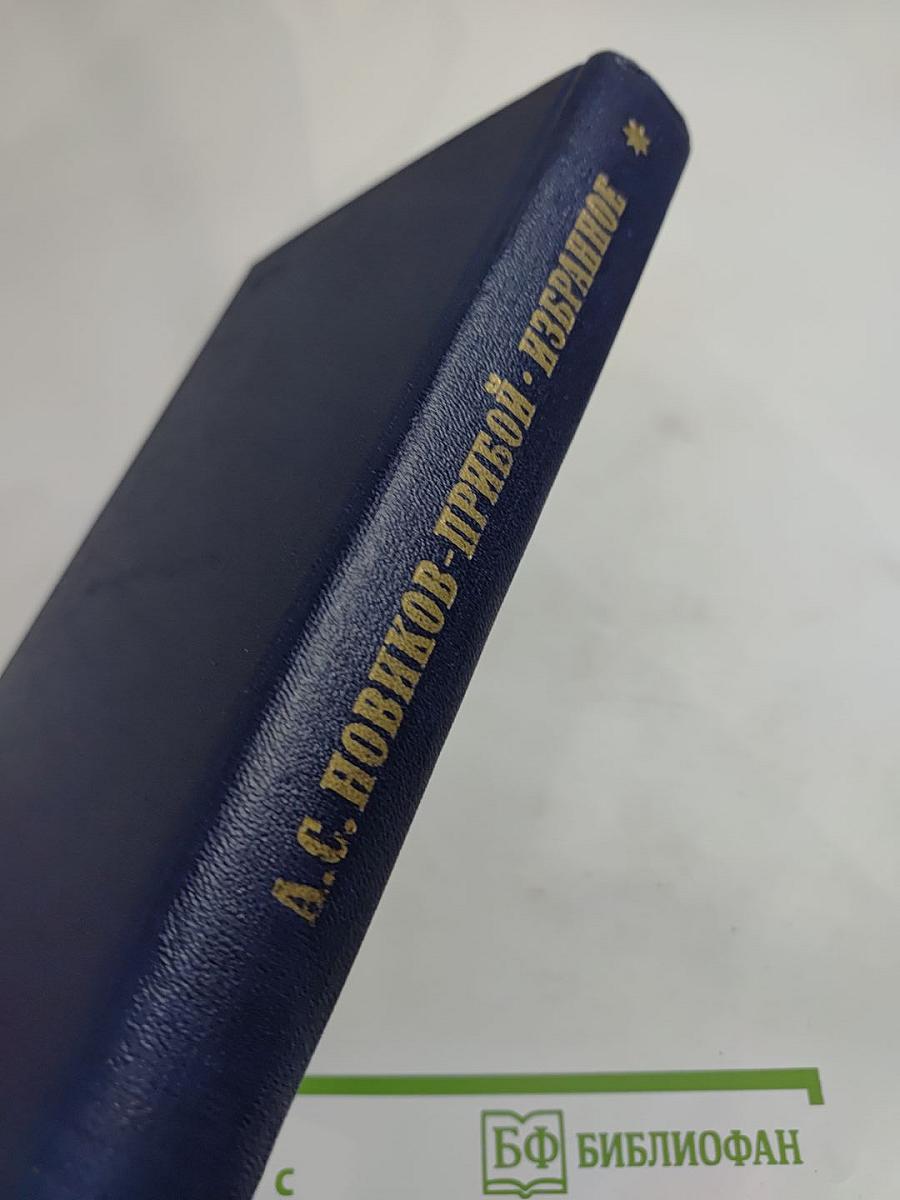 А. С. НОВИКОВ-ПРИБОЙ · ИЗБРАННОЕ *
БФ БИБЛИОФАН
с